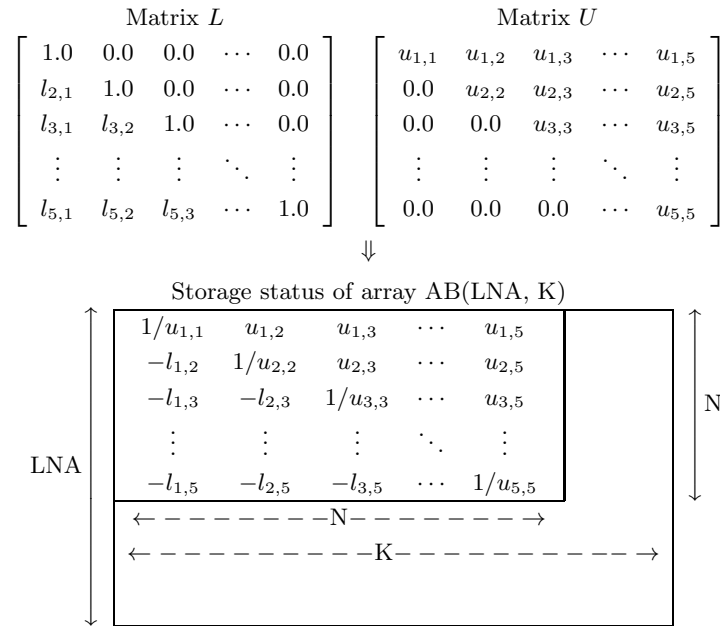 Matrix L Matrix U
1.0 0.0 0.0 ⋯ 0.0 u1,1 u1,2 u1,3 ⋯ u1,5
l2,1 1.0 0.0 ⋯ 0.0 0.0 u2,2 u2,3 ⋯ u2,5
l3,1 l3,2 1.0 ⋯ 0.0 0.0 0.0 u3,3 ⋯ u3,5
⋮ ⋮ ⋮ ⋱ ⋮ ⋮ ⋮ ⋮ ⋱ ⋮
l5,1 l5,2 l5,3 ⋯ 1.0 0.0 0.0 0.0 ⋯ u5,5
⇓
Storage status of array AB(LNA, K)
1/u1,1 u1,2 u1,3 ⋯ u1,5
−l1,2 1/u2,2 u2,3 ⋯ u2,5
−l1,3 −l2,3 1/u3,3 ⋯ u3,5
N
⋮ ⋮ ⋮ ⋱ ⋮
LNA
−l1,5 −l2,5 −l3,5 ⋯ 1/u5,5
N
K